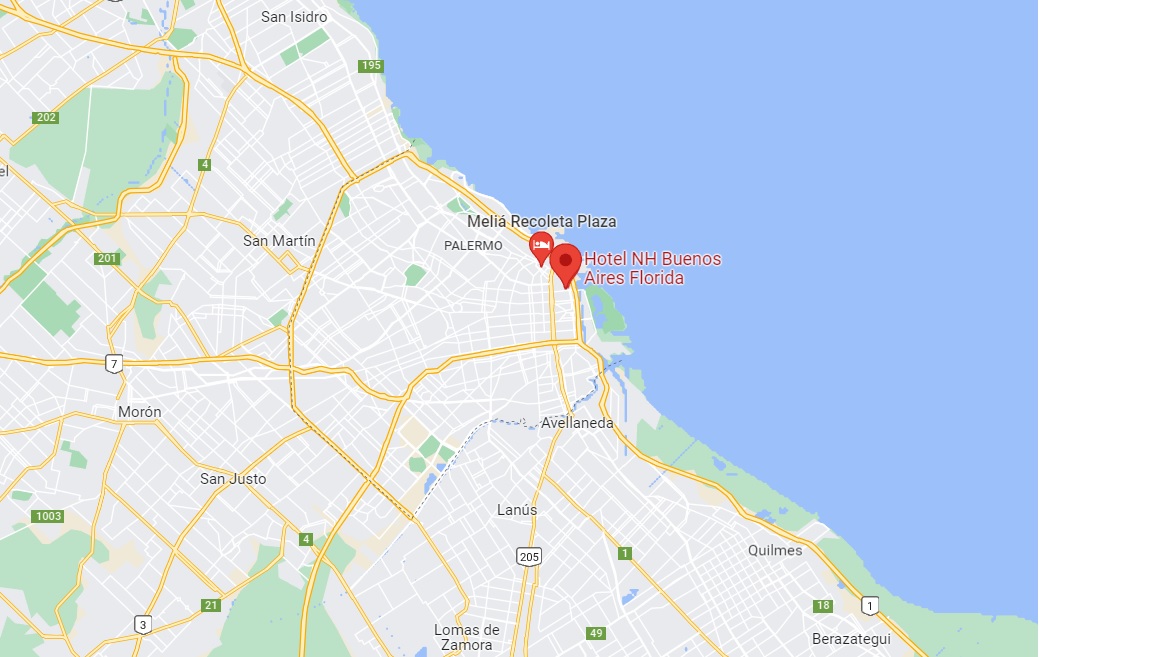 San Isidro
195
202
el
4
Meliá Recoleta Plaza
San Martín
PALERMO
201
Hotel NH Buenos
Aires Florida
7
Morón
Avellaneda
San Justo
Lanús
1003
4
205
1
Quilmes
21
18
1
3
49
Lomas de
Zamora
Berazategui